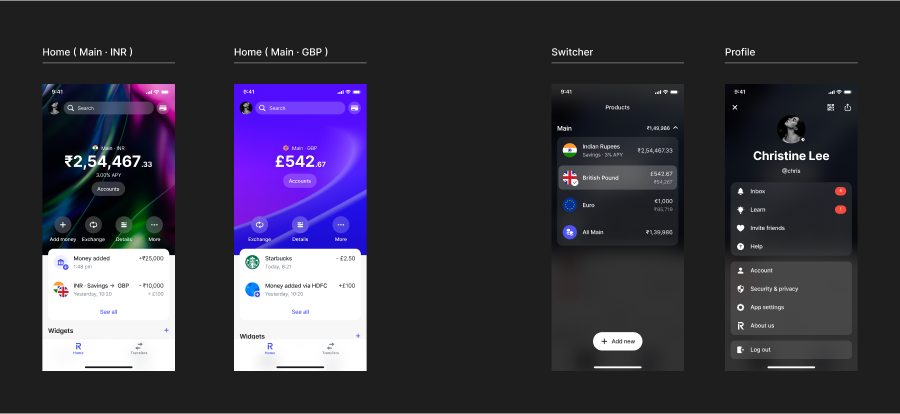 Home ( Main · INR )
Home ( Main · GBP )
Switcher
Profile
9:41
Search
Main · INR
₹2,54,467.33
3.00% APY
Accounts
Add money
Exchange
Details
More
Money added
+₹25,000
1:48 pm
INR · Savings → GBP
- ₹10,000
Yesterday, 10:20
+ £100
See all
Widgets
+
R
Home
Transfers
9:41
Search
Main · GBP
£542.67
Accounts
Exchange
Details
More
Starbucks
- £2.50
Today, 8:21
Money added via HDFC
+£100
Yesterday, 10:20
See all
Widgets
+
R
Home
Transfers
9:41
Products
Main
₹1,49,986
Indian Rupees
₹2,54,467.33
Savings · 3% APY
British Pound
£542.67
₹54,267
Euro
€1,000
All Main
₹1,39,986
+ Add new
9:41
Christine Lee
@chris
Inbox
Learn
Invite friends
Help
Account
Security & privacy
App settings
R About us
Log out